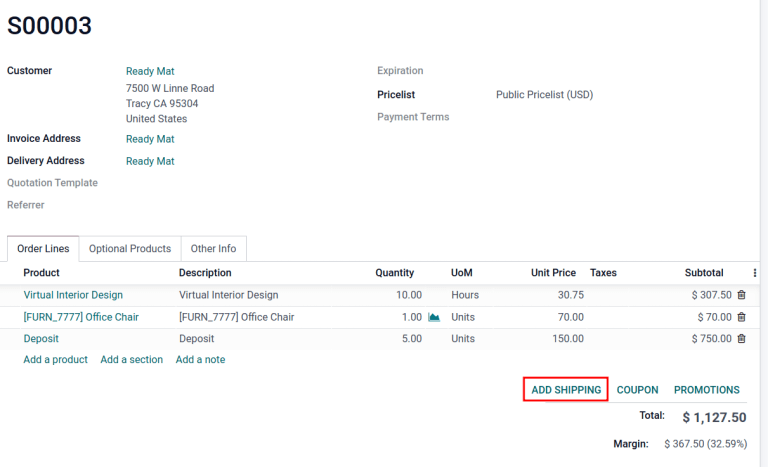 S00003
Customer Ready Mat Expiration
7500 W Linne Road
Pricelist Public Pricelist (USD)
Tracy CA 95304
United States
Payment Terms
Invoice Address Ready Mat
Delivery Address Ready Mat
Quotation Template
Referrer
Order Lines Optional Products Other Info
Product Description Quantity UoM Unit Price Taxes Subtotal
Virtual Interior Design Virtual Interior Design 10.00 Hours 30.75 $ 307.50
[FURN_7777] Office Chair [FURN_7777] Office Chair 1.00 Units 70.00 $ 70.00
Deposit Deposit 5.00 Units 150.00 $ 750.00
Add a product Add a section Add a note
ADD SHIPPING COUPON PROMOTIONS
Total: $ 1,127.50
Margin: $ 367.50 (32.59%)